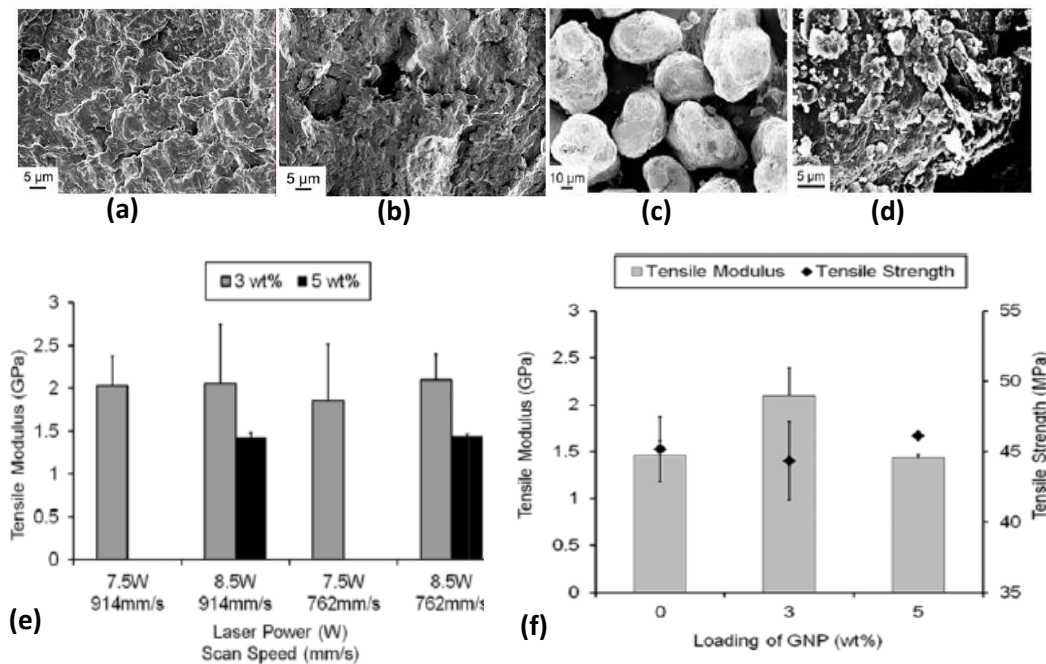 5 μm
5 μm
10 μm
5 μm
(a)
(b)
(c)
(d)
3 wt%
5 wt%
3
2.5
2
1.5
1
0.5
0
Tensile Modulus (GPa)
7.5W
914mm/s
8.5W
914mm/s
7.5W
762mm/s
8.5W
762mm/s
Laser Power (W)
Scan Speed (mm/s)
(e)
Tensile Modulus
Tensile Strength
3
2.5
2
1.5
1
0.5
0
Tensile Modulus (GPa)
55
50
45
40
35
Tensile Strength (MPa)
0
3
5
Loading of GNP (wt%)
(f)